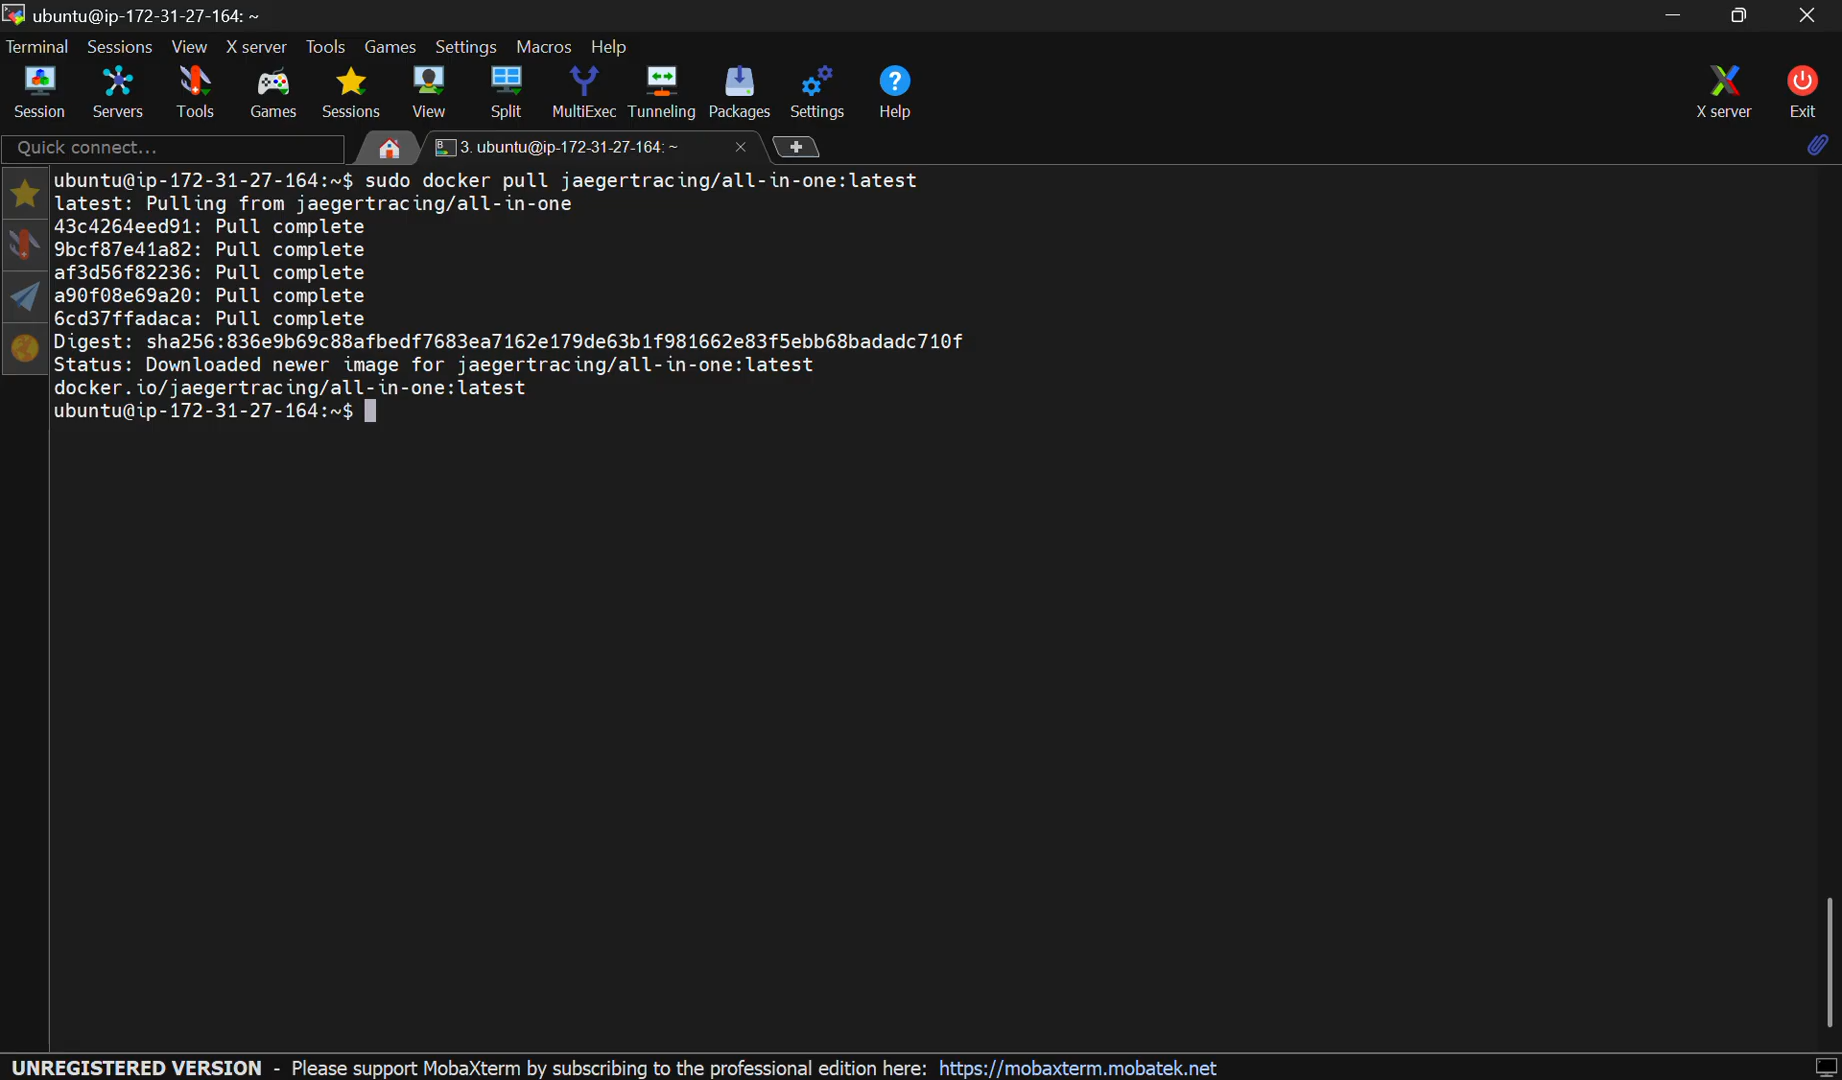 ubuntu@ip-172-31-27-164: ~
Terminal Sessions View X server Tools Games Settings Macros Help
Session Servers Tools Games Sessions View Split MultiExec Tunneling Packages Settings Help X server Exit
Quick connect... 3. ubuntu@ip-172-31-27-164: ~
ubuntu@ip-172-31-27-164:~$ sudo docker pull jaegertracing/all-in-one:latest
latest: Pulling from jaegertracing/all-in-one
43c4264eed91: Pull complete
9bcf87e41a82: Pull complete
af3d56f82236: Pull complete
a90f08e69a20: Pull complete
6cd37ffadaca: Pull complete
Digest: sha256:836e9b69c88afbedf7683ea7162e179de63b1f981662e83f5ebb68badadc710f
Status: Downloaded newer image for jaegertracing/all-in-one:latest
docker.io/jaegertracing/all-in-one:latest
ubuntu@ip-172-31-27-164:~$
UNREGISTERED VERSION - Please support MobaXterm by subscribing to the professional edition here: https://mobaxterm.mobatek.net